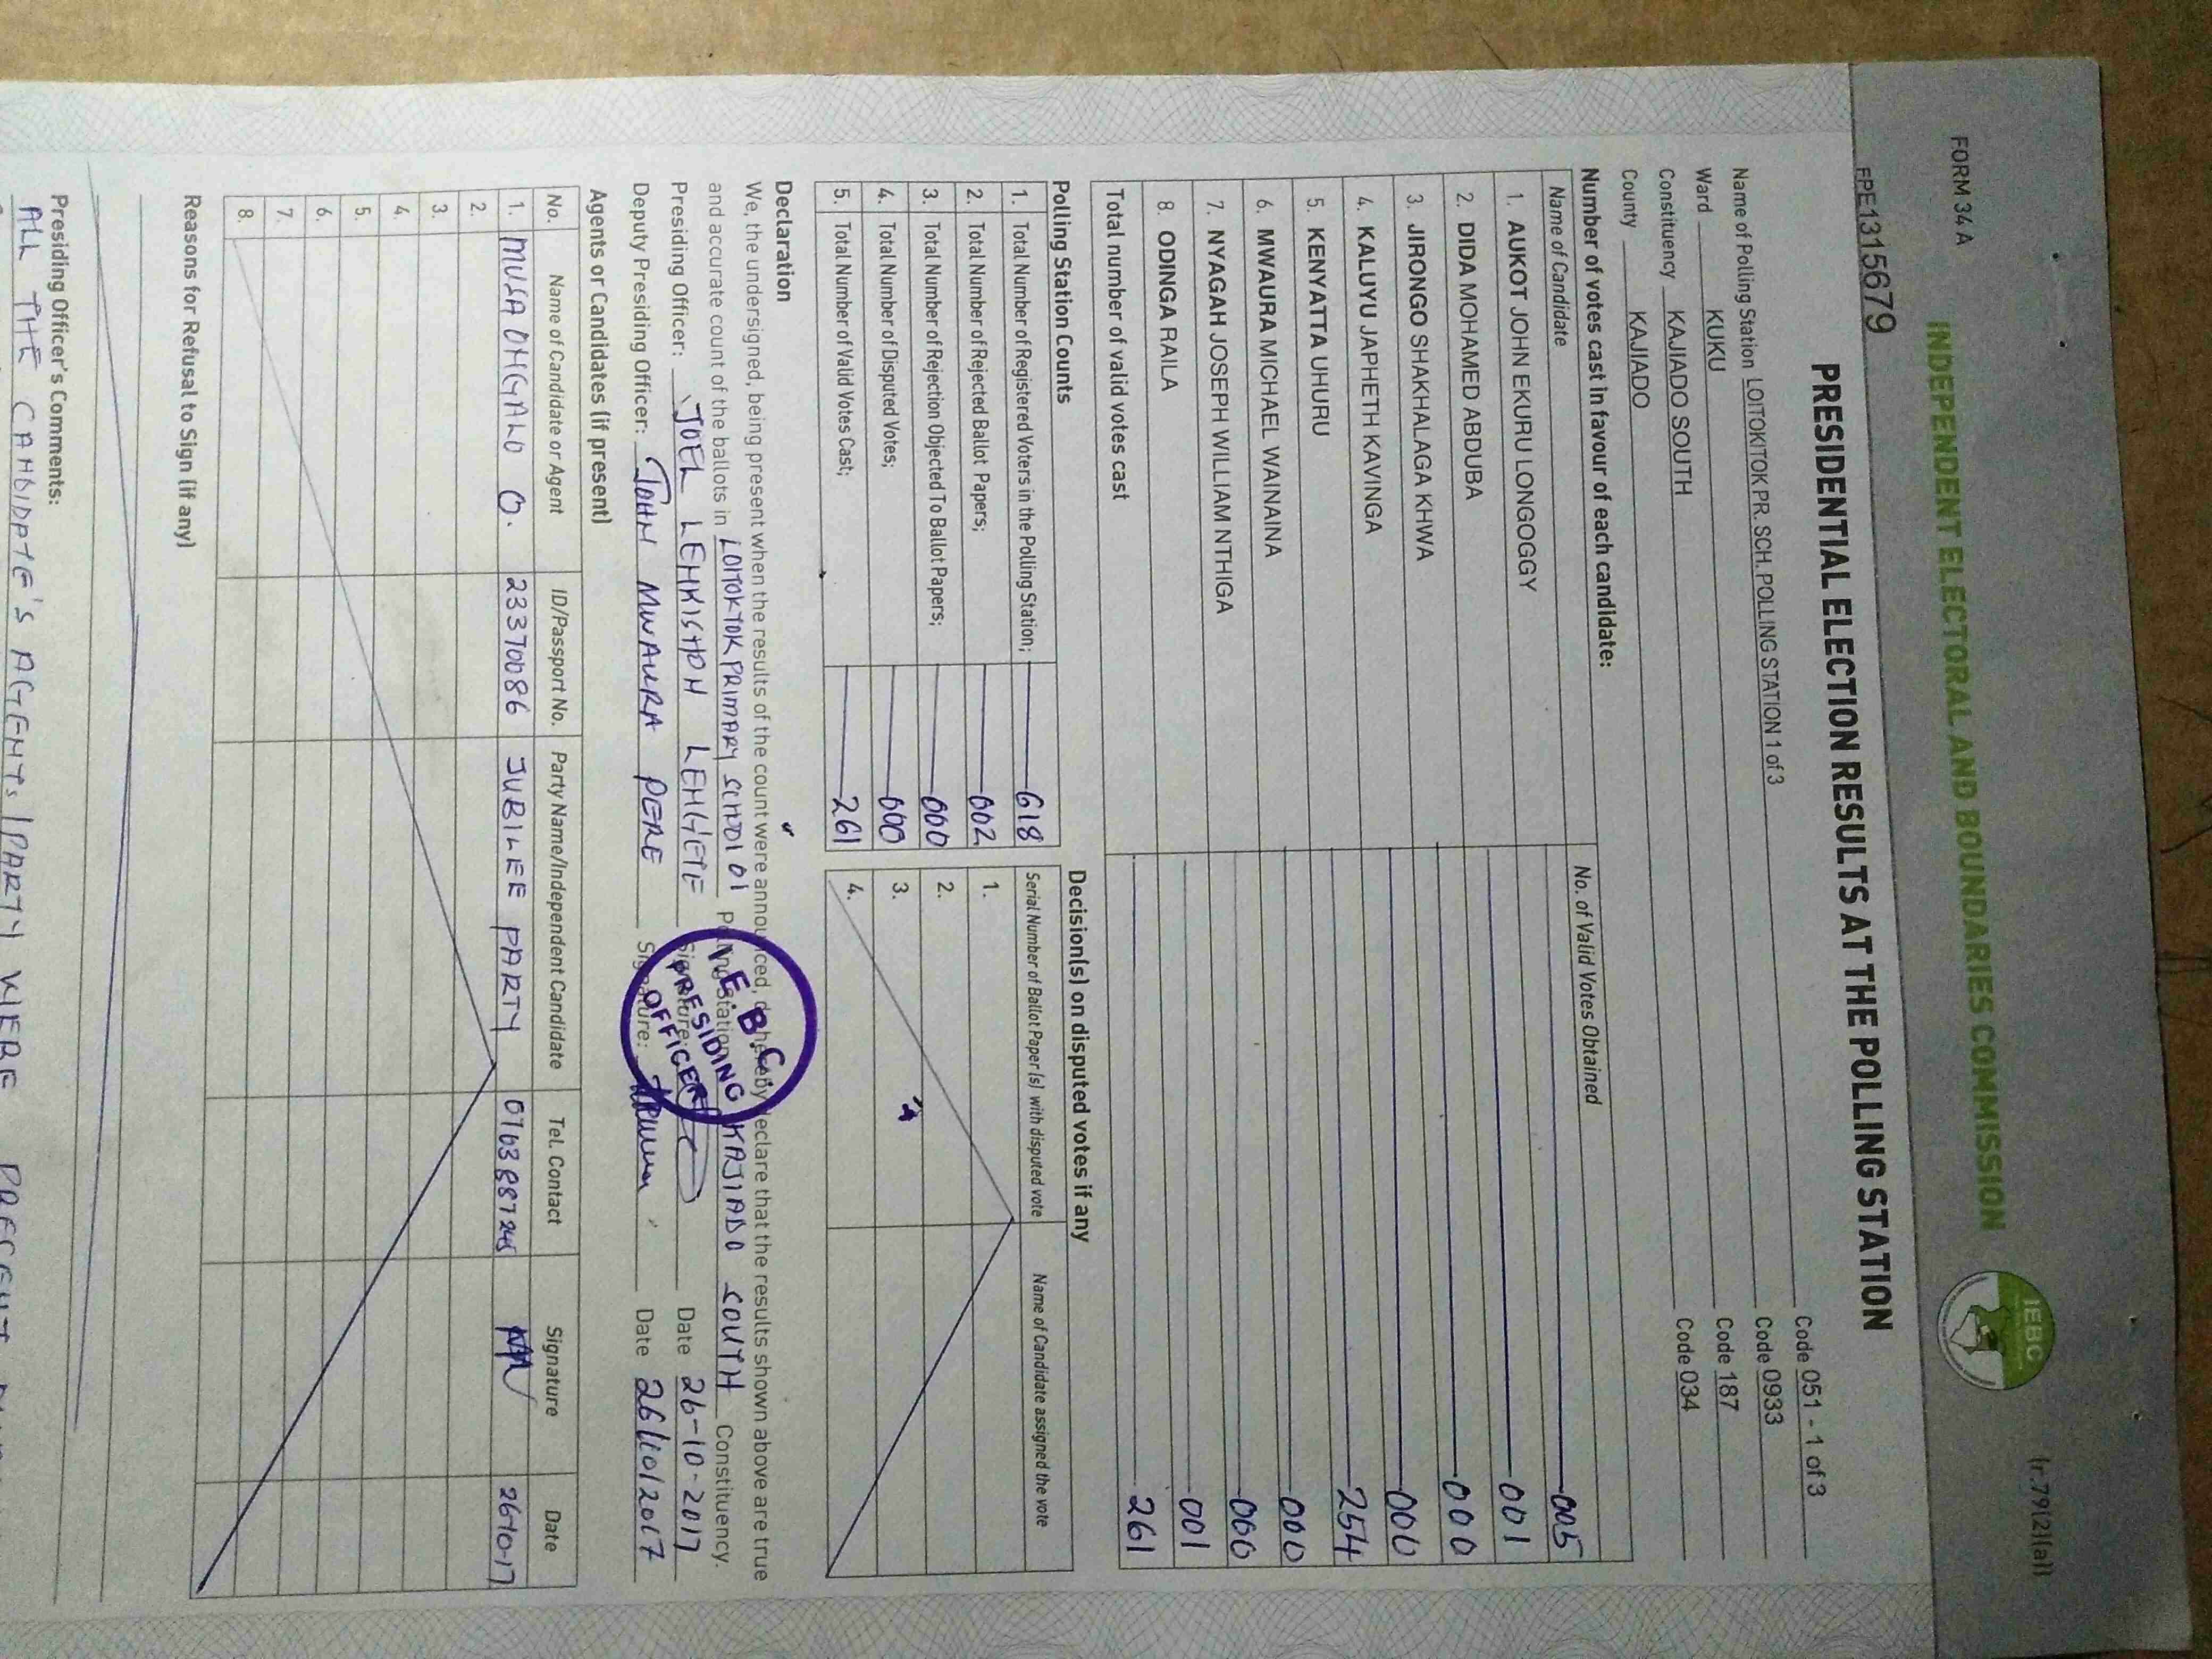 FORM 34 A
(r.79(2)(a))
INDEPENDENT ELECTORAL AND BOUNDARIES COMMISSION
IEBC
FPE1315679
PRESIDENTIAL ELECTION RESULTS AT THE POLLING STATION
Name of Polling Station LOITOKITOK PR. SCH. POLLING STATION 1 of 3 Code 051 - 1 of 3
Ward KUKU Code 0933
Constituency KAJIADO SOUTH Code 187
County KAJIADO Code 034
Number of votes cast in favour of each candidate:
Name of Candidate No. of Valid Votes Obtained
1. AUKOT JOHN EKURU LONGOGGY 005
2. DIDA MOHAMED ABDUBA 001
3. JIRONGO SHAKHALAGA KHWA 000
4. KALUYU JAPHETH KAVINGA 000
5. KENYATTA UHURU 254
6. MWAURA MICHAEL WAINAINA 000
7. NYAGAH JOSEPH WILLIAM NTHIGA 000
8. ODINGA RAILA 001
Total number of valid votes cast 261
Polling Station Counts
1. Total Number of Registered Voters in the Polling Station; 618
2. Total Number of Rejected Ballot Papers; 002
3. Total Number of Rejection Objected To Ballot Papers; 000
4. Total Number of Disputed Votes; 000
5. Total Number of Valid Votes Cast; 261
Decision(s) on disputed votes if any
Serial Number of Ballot Paper (s) with disputed vote Name of Candidate assigned the vote
1.
2.
3.
4.
Declaration
We, the undersigned, being present when the results of the count were announced, do hereby declare that the results shown above are true
and accurate count of the ballots in LOITOKTOK PRIMARY SCHOOL 01 Polling Station KAJIADO SOUTH Constituency.
Presiding Officer: JOEL LENKISHON LENGETE Signature: Date 26-10-2017
Deputy Presiding Officer: JOHN MWAURA PERE Signature: Date 26/10/2017
I.E.B.C.
PRESIDING
OFFICER
Agents or Candidates (if present)
No. Name of Candidate or Agent ID/Passport No. Party Name/Independent Candidate Tel. Contact Signature Date
1. MUSA ONGALO O. 23370086 JUBILEE PARTY 26-10-17
2.
3.
4.
5.
6.
7.
8.
Reasons for Refusal to Sign (if any)
Presiding Officer's Comments:
ALL THE CANDIDATE'S AGENTS/PARTY WERE PRESENT